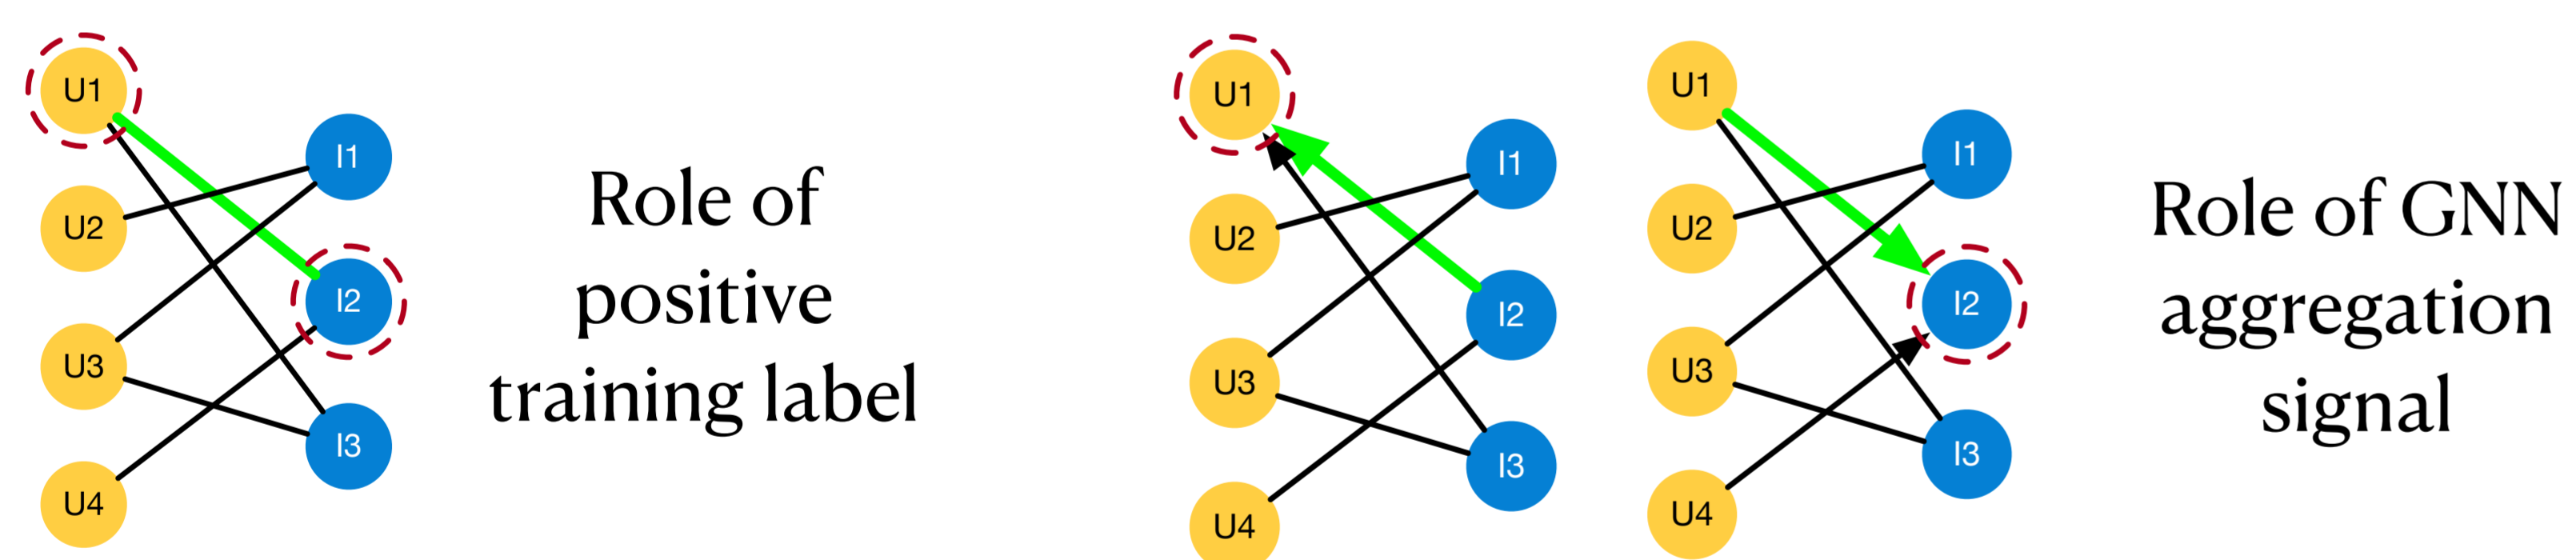 U1
I1
U2
I2
U3
I3
U4
Role of
positive
training label
U1
I1
U2
I2
U3
I3
U4
U1
I1
U2
I2
U3
I3
U4
Role of GNN
aggregation
signal